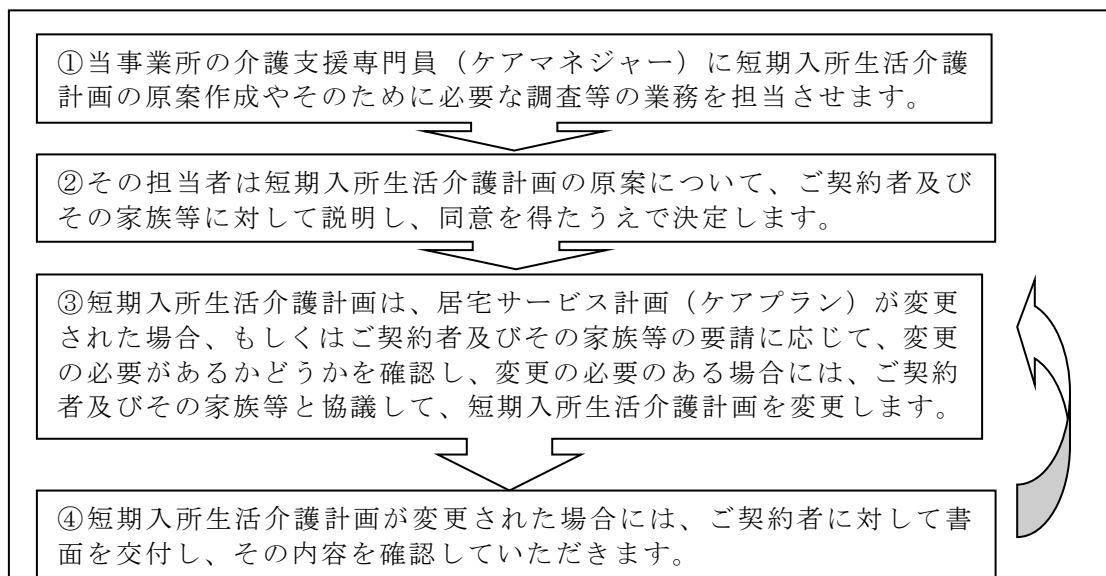 ①当事業所の介護支援専門員（ケアマネジャー）に短期入所生活介護
計画の原案作成やそのために必要な調査等の業務を担当させます。
②その担当者は短期入所生活介護計画の原案について、ご契約者及び
その家族等に対して説明し、同意を得たうえで決定します。
③短期入所生活介護計画は、居宅サービス計画（ケアプラン）が変更
された場合、もしくはご契約者及びその家族等の要請に応じて、変更
の必要があるかどうかを確認し、変更の必要のある場合には、ご契約
者及びその家族等と協議して、短期入所生活介護計画を変更します。
④短期入所生活介護計画が変更された場合には、ご契約者に対して書
面を交付し、その内容を確認していただきます。